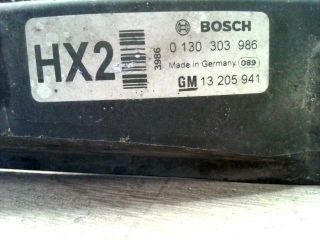 HX2
3986
BOSCH
0 130 303 986
Made in Germany 089
GM 13 205 941